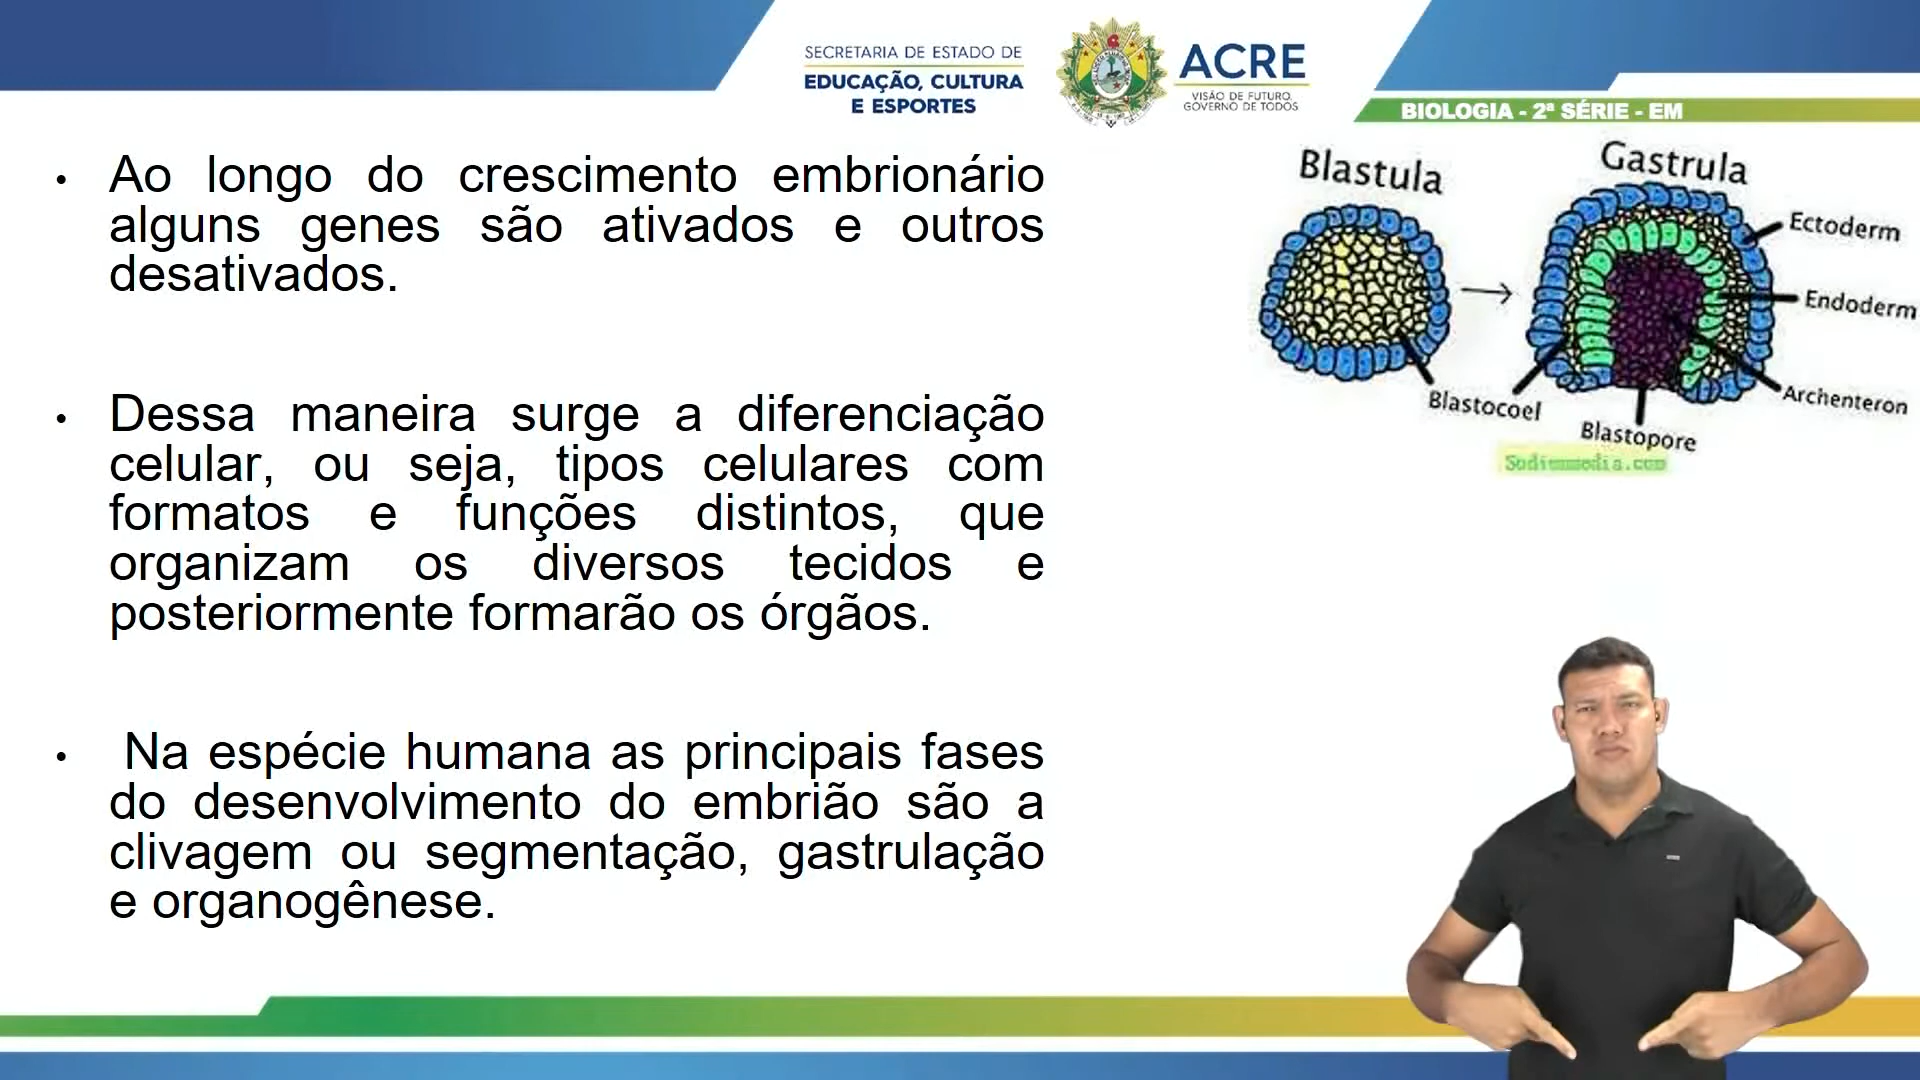 SECRETARIA DE ESTADO DE
EDUCAÇÃO, CULTURA
E ESPORTES
ACRE
VISÃO DE FUTURO,
GOVERNO DE TODOS
BIOLOGIA - 2ª SÉRIE - EM
• Ao longo do crescimento embrionário
alguns genes são ativados e outros
desativados.
• Dessa maneira surge a diferenciação
celular, ou seja, tipos celulares com
formatos e funções distintos, que
organizam os diversos tecidos e
posteriormente formarão os órgãos.
• Na espécie humana as principais fases
do desenvolvimento do embrião são a
clivagem ou segmentação, gastrulação
e organogênese.
Blastula
Gastrula
Ectoderm
Endoderm
Archenteron
Blastocoel
Blastopore